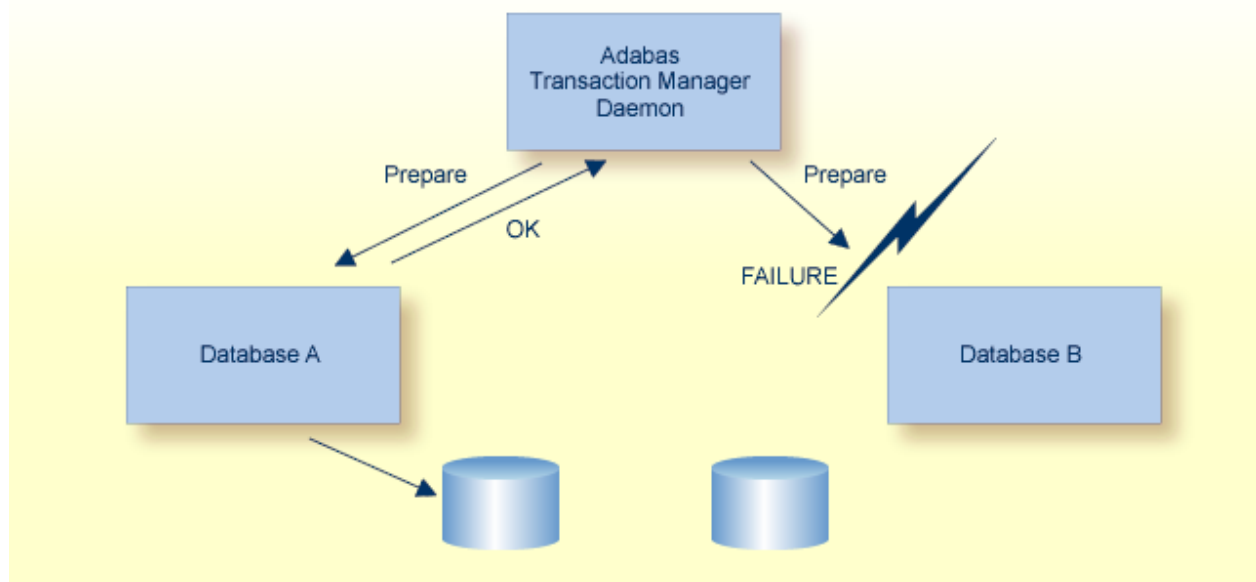 Adabas
Transaction Manager
Daemon
Prepare
Prepare
OK
FAILURE
Database A
Database B